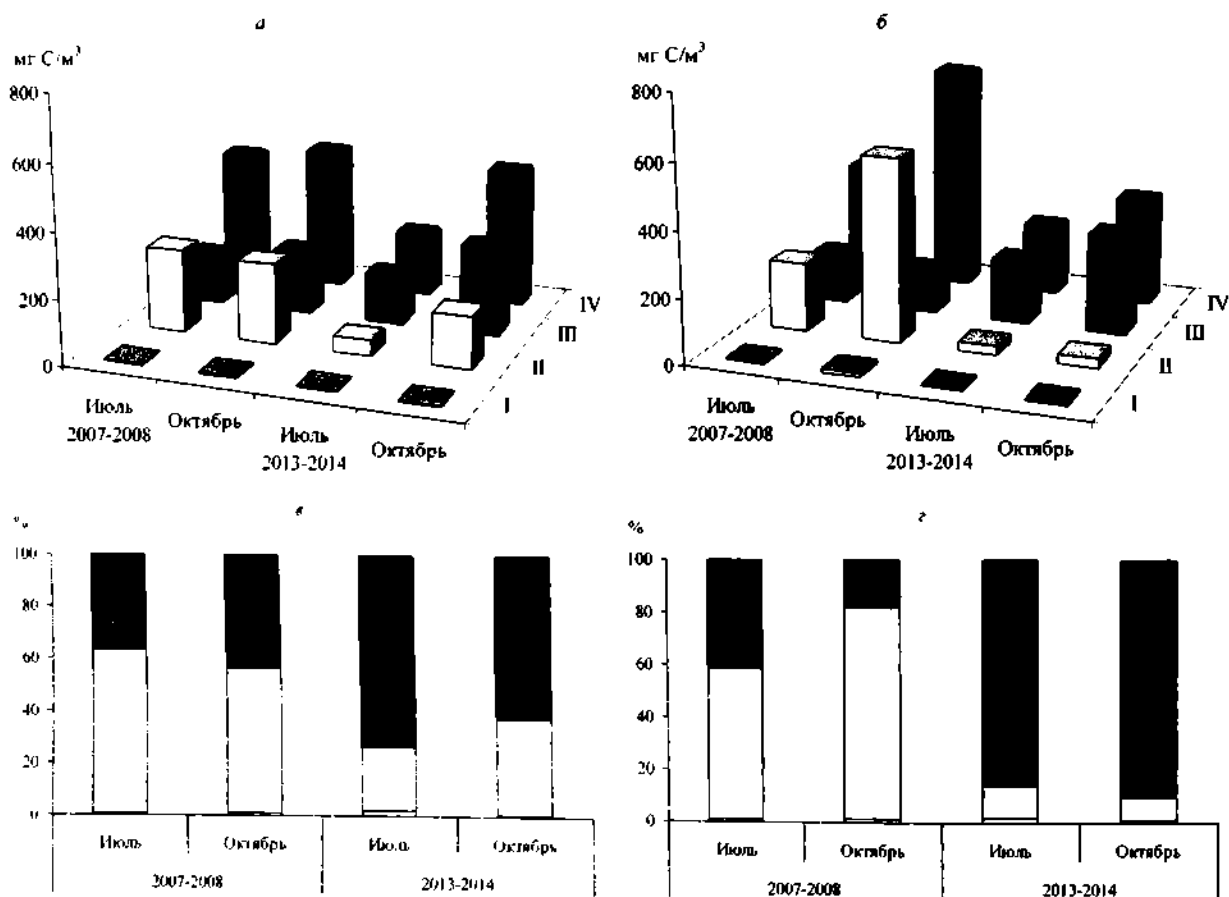 а
мг С/м³
800
600
400
200
0
Июль
Октябрь
Июль
Октябрь
2007-2008
2013-2014
I
II
III
IV
б
мг С/м³
800
600
400
200
0
Июль
Октябрь
Июль
Октябрь
2007-2008
2013-2014
I
II
III
IV
в
100
80
60
40
20
0
Июль
Октябрь
Июль
Октябрь
2007-2008
2013-2014
г
%
100
80
60
40
20
0
Июль
Октябрь
Июль
Октябрь
2007-2008
2013-2014